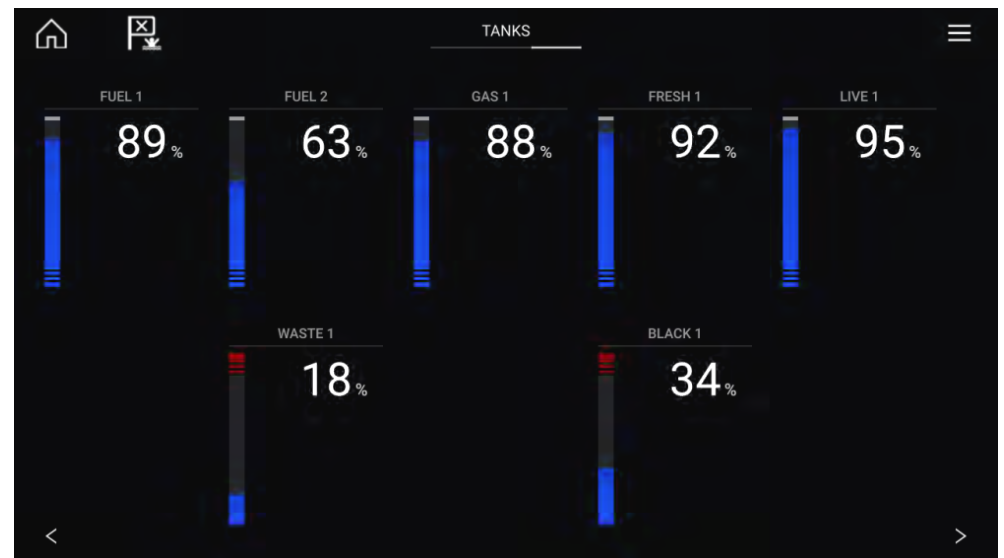 TANKS
FUEL 1
89%
FUEL 2
63%
GAS 1
88%
FRESH 1
92%
LIVE 1
95%
WASTE 1
18%
BLACK 1
34%